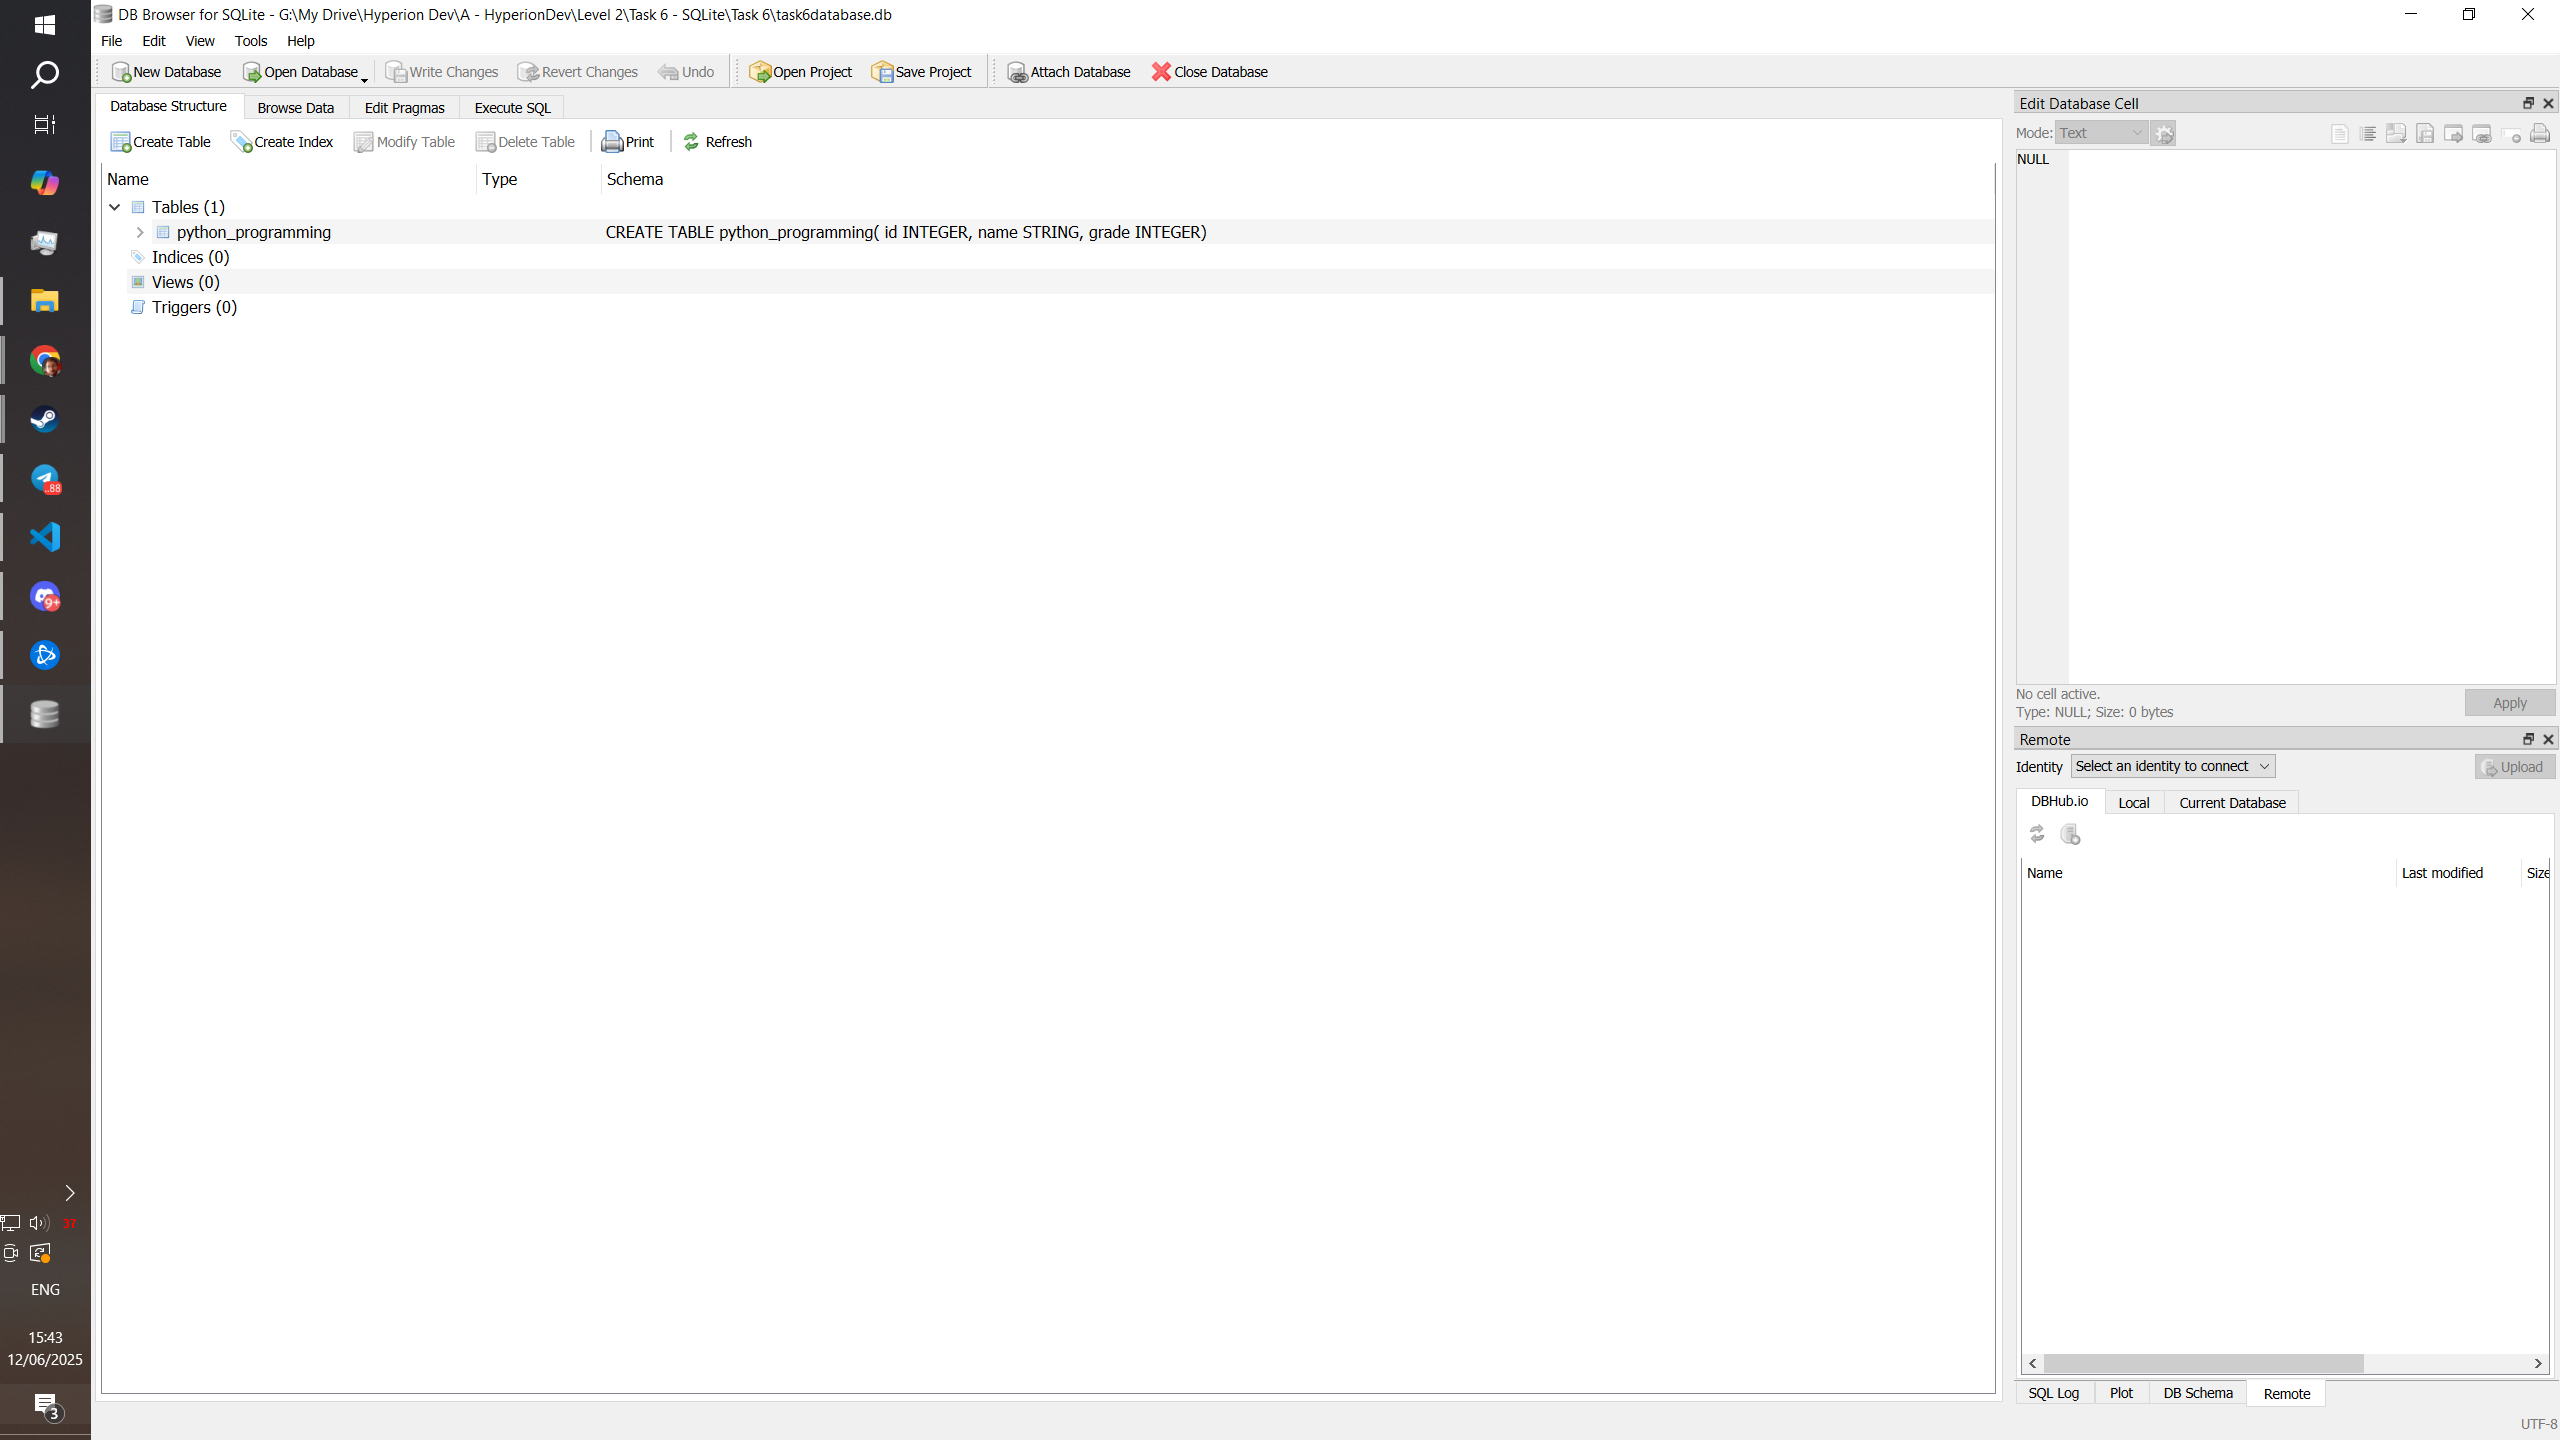 DB Browser for SQLite - G:\My Drive\Hyperion Dev\A - HyperionDev\Level 2\Task 6 - SQLite\Task 6\task6database.db
File Edit View Tools Help
New Database Open Database Write Changes Revert Changes Undo Open Project Save Project Attach Database Close Database
Database Structure Browse Data Edit Pragmas Execute SQL
Create Table Create Index Modify Table Delete Table Print Refresh
Name Type Schema
Tables (1)
python_programming CREATE TABLE python_programming( id INTEGER, name STRING, grade INTEGER)
Indices (0)
Views (0)
Triggers (0)
Edit Database Cell
Mode: Text
NULL
No cell active.
Type: NULL; Size: 0 bytes
Apply
Remote
Identity Select an identity to connect Upload
DBHub.io Local Current Database
Name Last modified Size
SQL Log Plot DB Schema Remote
UTF-8
..88
9+
37
ENG
15:43
12/06/2025
3